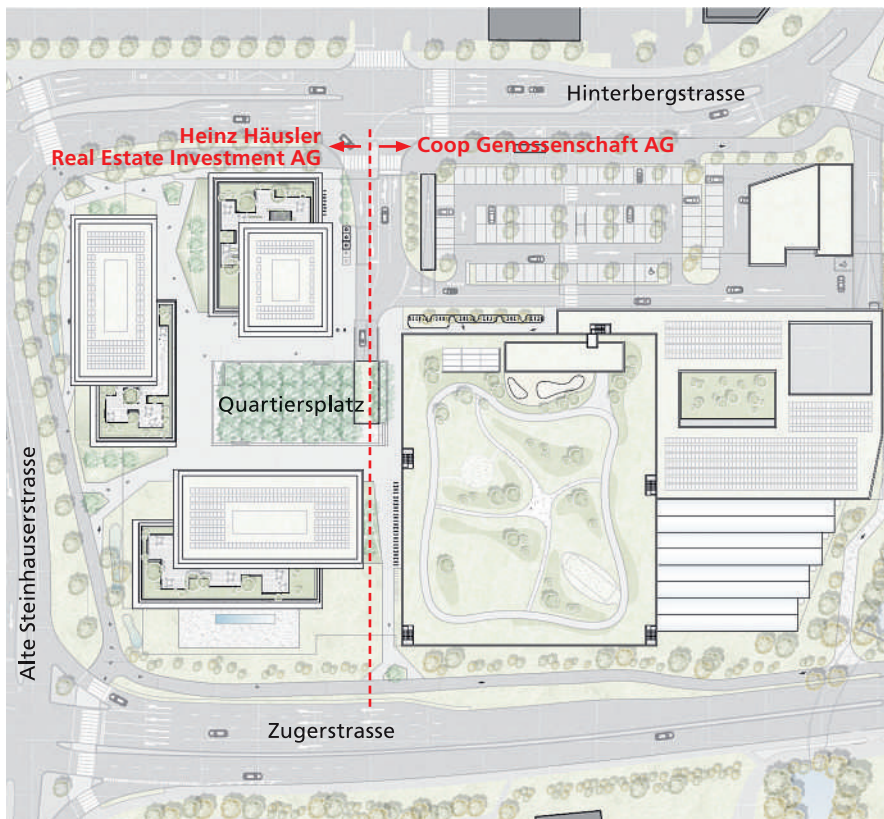 Hinterbergstrasse
Heinz Häusler
Real Estate Investment AG
Coop Genossenschaft AG
Quartiersplatz
Alte Steinhauserstrasse
Zugerstrasse